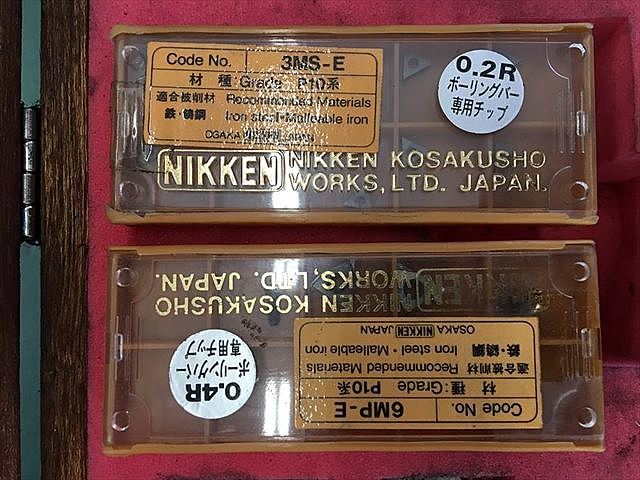 Code No. 3MS-E
材 種 Grade P10系
適合被削材 Recommended Materials
鉄・鋳鋼 Iron steel・Malleable iron
OSAKA NIKKEN JAPAN
0.2R
ボーリングバー
専用チップ
NIKKEN NIKKEN KOSAKUSHO
WORKS, LTD. JAPAN.
Code No. 6MP-E
材 種:Grade P10系
適合被削材 Recommended Materials
鉄・鋳鋼 Iron steel・Malleable iron
OSAKA NIKKEN JAPAN
0.4R
ボーリングバー
専用チップ
NIKKEN NIKKEN KOSAKUSHO
WORKS, LTD. JAPAN.